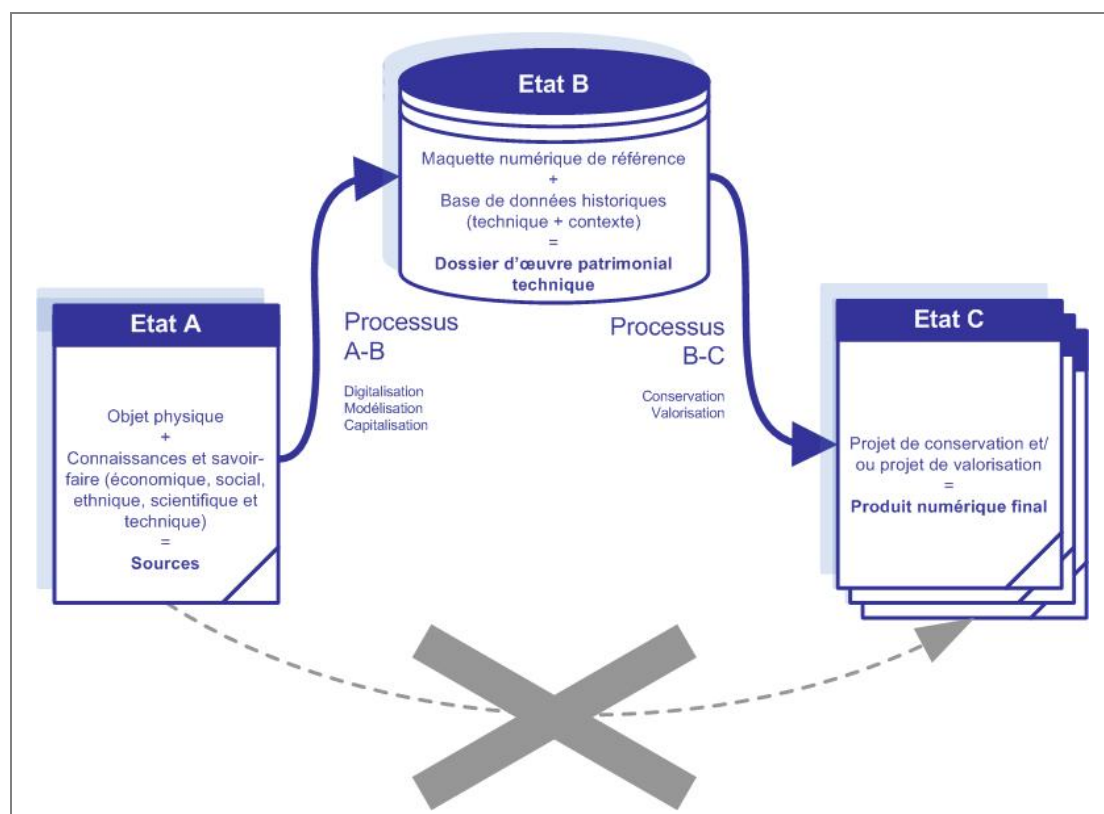 Etat B
Maquette numérique de référence
+
Base de données historiques
(technique + contexte)
=
Dossier d'œuvre patrimonial
technique
Etat A
Objet physique
+
Connaissances et savoir-
faire (économique, social,
ethnique, scientifique et
technique)
=
Sources
Processus
A-B
Digitalisation
Modélisation
Capitalisation
Processus
B-C
Conservation
Valorisation
Etat C
Projet de conservation et/
ou projet de valorisation
=
Produit numérique final